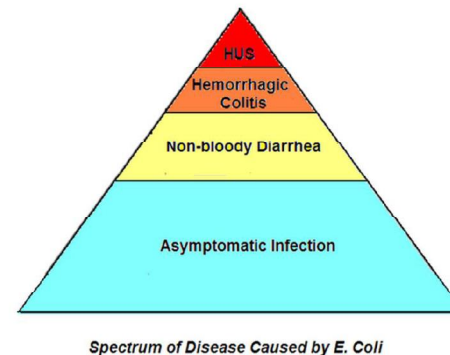 HUS
Hemorrhagic
Colitis
Non-bloody Diarrhea
Asymptomatic Infection
Spectrum of Disease Caused by E. Coli